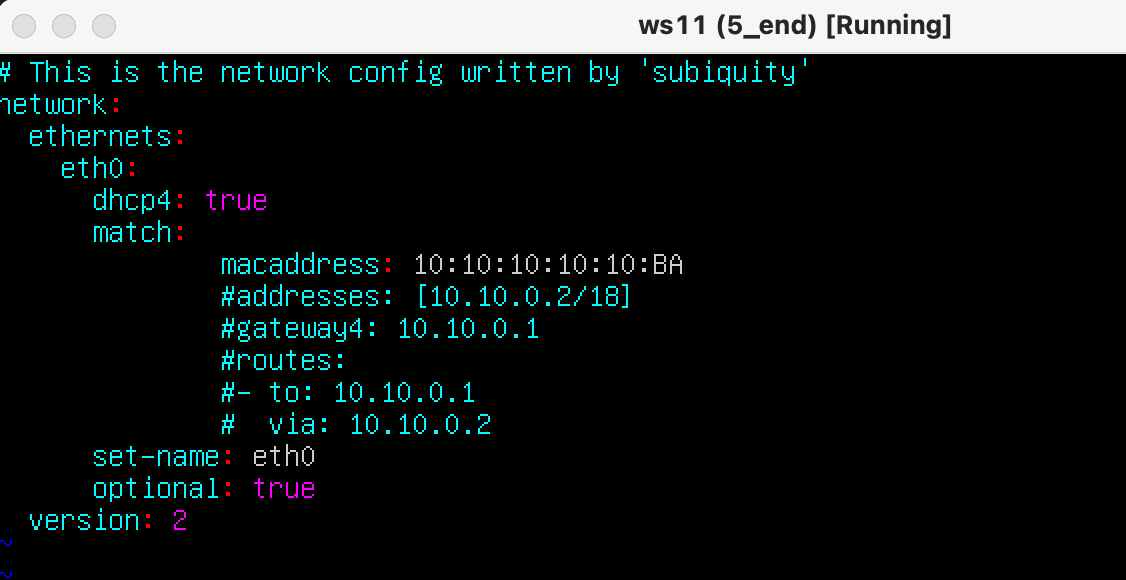 ws11 (5_end) [Running]
# This is the network config written by 'subiquity'
network:
  ethernets:
    eth0:
      dhcp4: true
      match:
              macaddress: 10:10:10:10:10:BA
              #addresses: [10.10.0.2/18]
              #gateway4: 10.10.0.1
              #routes:
              #- to: 10.10.0.1
              #  via: 10.10.0.2
      set-name: eth0
      optional: true
  version: 2
~
~